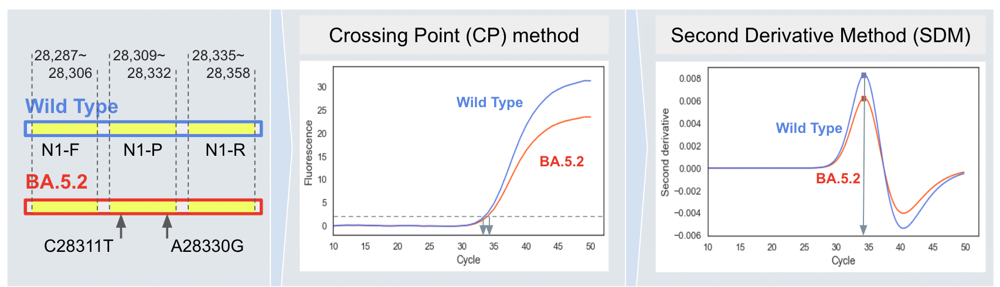 28,287~
28,306
28,309~
28,332
28,335~
28,358
Wild Type
N1-F
N1-P
N1-R
BA.5.2
C28311T
A28330G
Crossing Point (CP) method
30
25
20
15
10
5
0
Fluorescence
Wild Type
BA.5.2
10 15 20 25 30 35 40 45 50
Cycle
Second Derivative Method (SDM)
0.008
0.006
0.004
0.002
0.000
−0.002
−0.004
−0.006
Second derivative
Wild Type
BA.5.2
10 15 20 25 30 35 40 45 50
Cycle